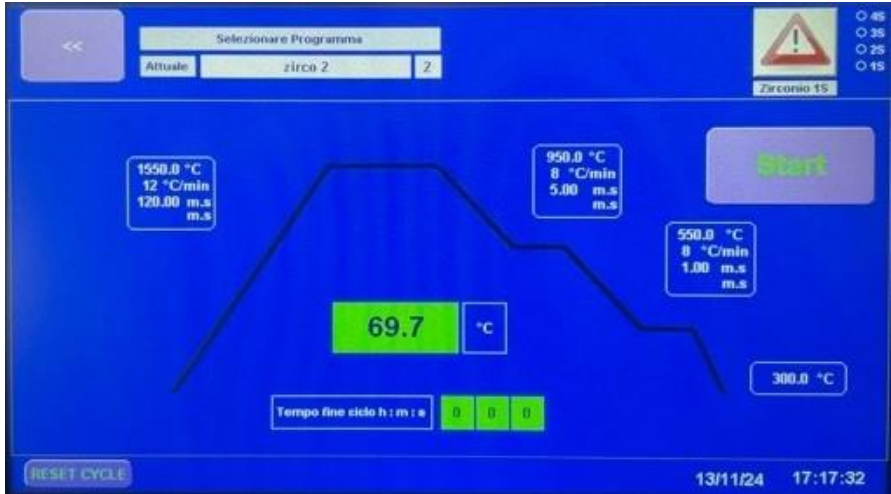 <<
Selezionare Programma
Attuale zirco 2 2
4S
3S
2S
1S
Zirconio 1S
1550.0 °C
12 °C/min
120.00 m.s
m.s
950.0 °C
8 °C/min
5.00 m.s
m.s
Start
550.0 °C
8 °C/min
1.00 m.s
m.s
69.7 °C
300.0 °C
Tempo fine ciclo h : m : s 0 0 0
RESET CYCLE
13/11/24 17:17:32